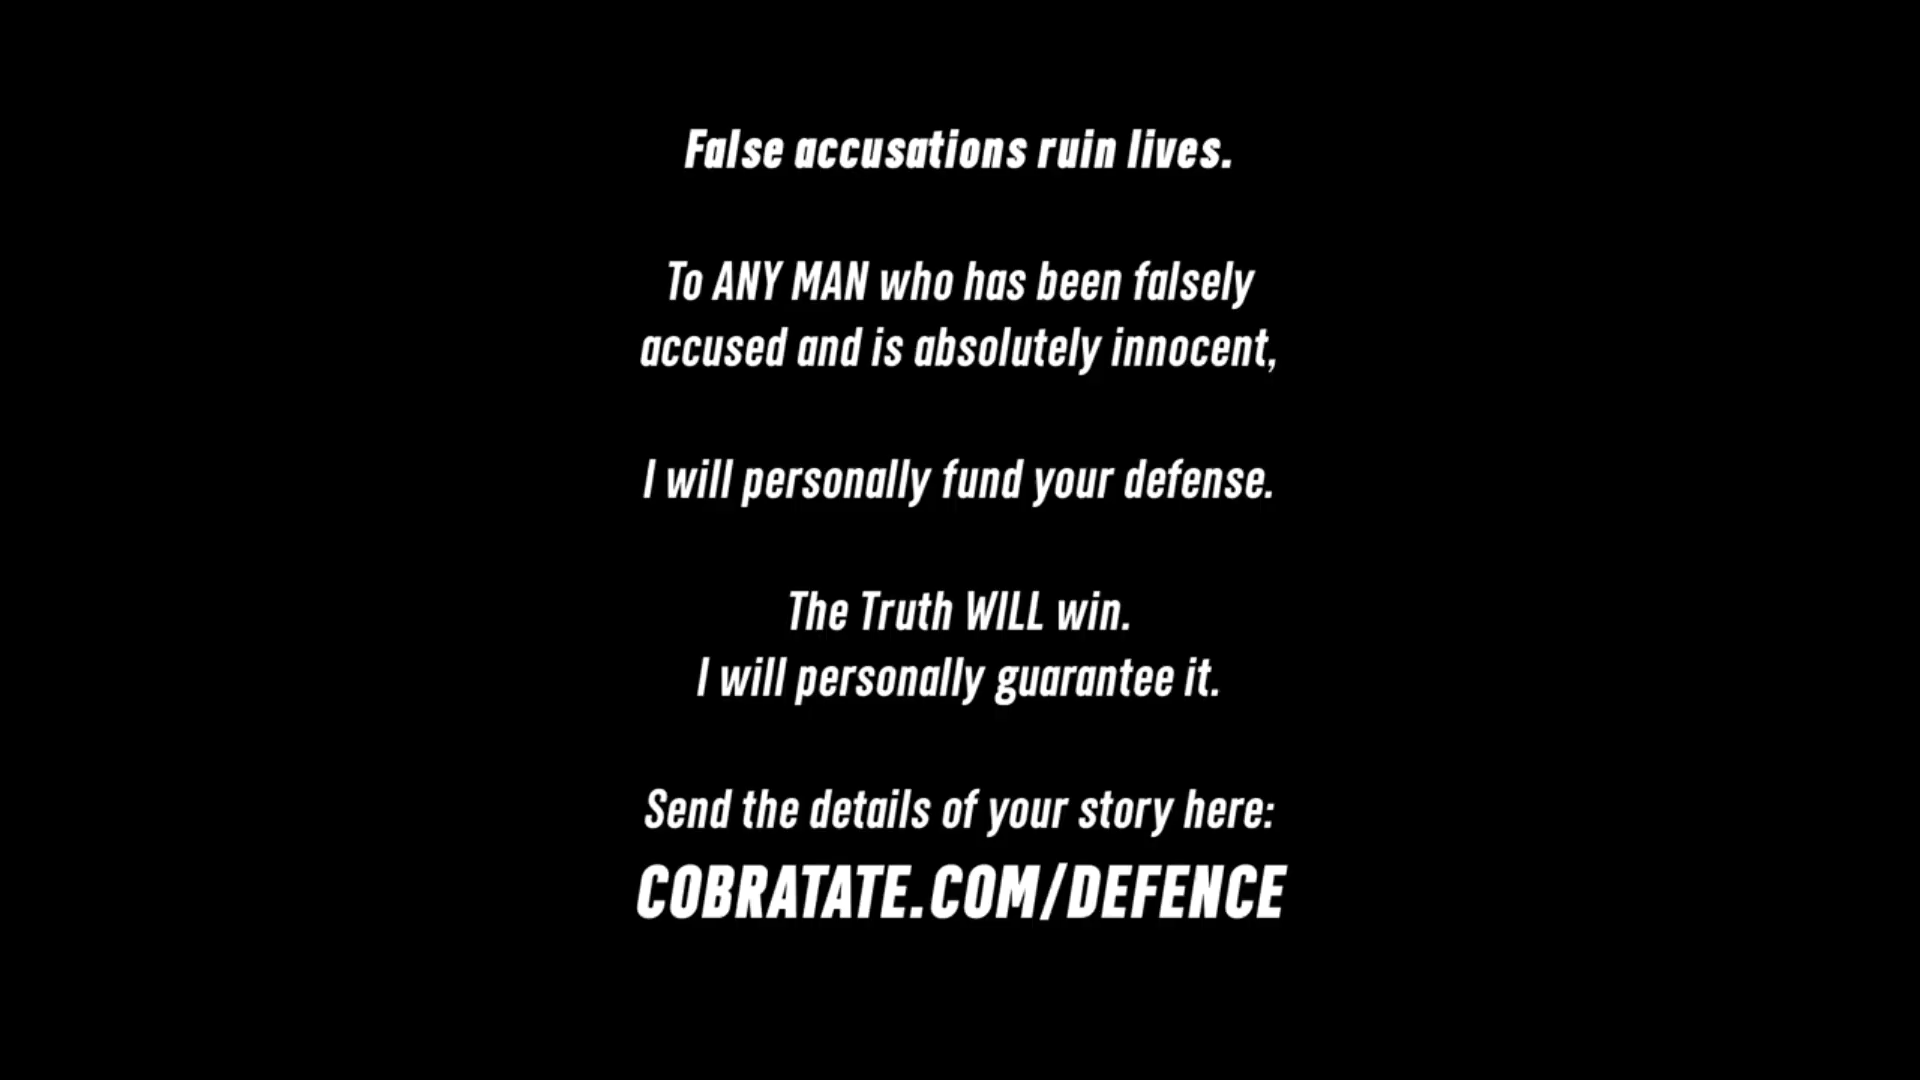 False accusations ruin lives.
To ANY MAN who has been falsely
accused and is absolutely innocent,
I will personally fund your defense.
The Truth WILL win.
I will personally guarantee it.
Send the details of your story here:
COBRATATE.COM/DEFENCE